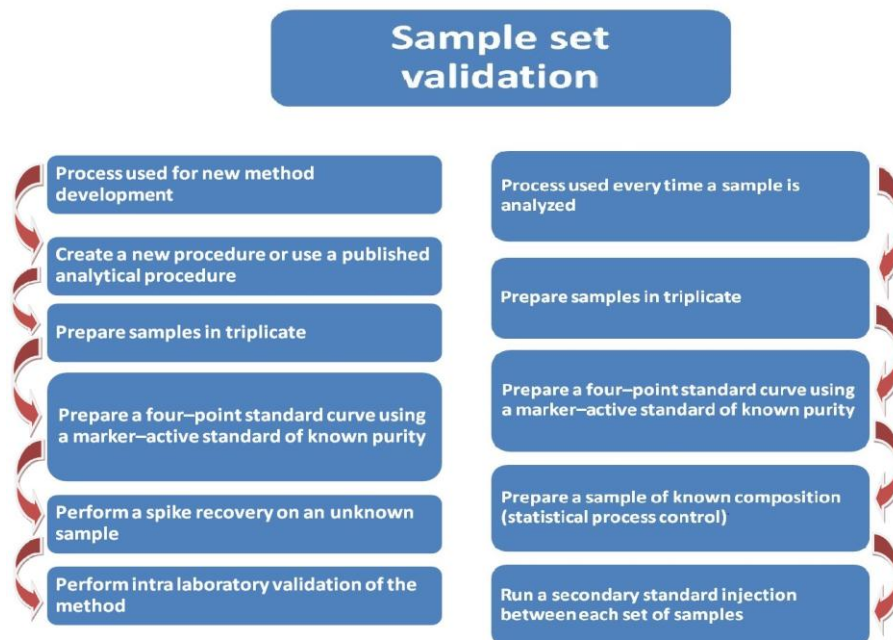 Sample set
validation
Process used for new method
development
Create a new procedure or use a published
analytical procedure
Prepare samples in triplicate
Prepare a four–point standard curve using
a marker–active standard of known purity
Perform a spike recovery on an unknown
sample
Perform intra laboratory validation of the
method
Process used every time a sample is
analyzed
Prepare samples in triplicate
Prepare a four–point standard curve using
a marker–active standard of known purity
Prepare a sample of known composition
(statistical process control)
Run a secondary standard injection
between each set of samples